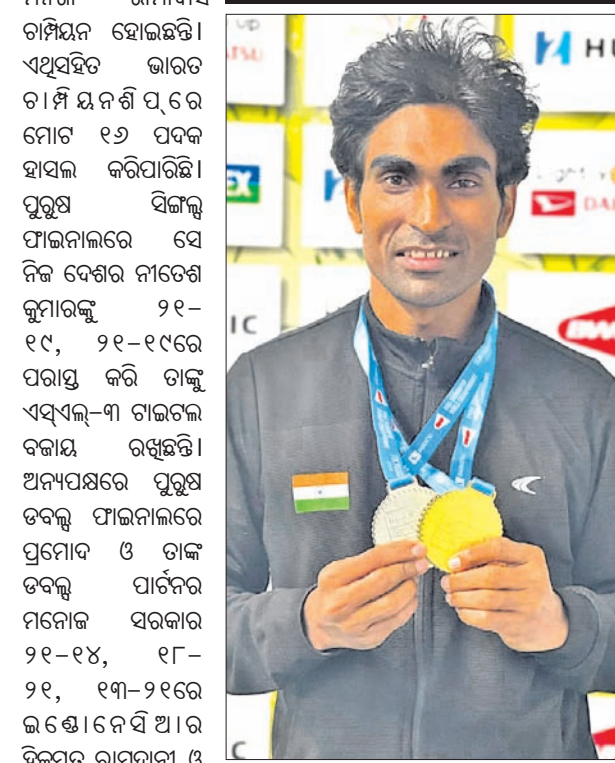 ଚାମ୍ପିୟନ ହୋଇଛନ୍ତି।
ଏଥିସହିତ ଭାରତ
ଚାମ୍ପିୟନଶିପ୍‌ରେ
ମୋଟ ୧୬ ପଦକ
ହାସଲ କରିପାରିଛି।
ପୁରୁଷ ସିଙ୍ଗଲ୍ସ
ଫାଇନାଲରେ ସେ
ନିଜ ଦେଶର ନୀତେଶ
କୁମାରଙ୍କୁ ୨୧–
୧୯, ୨୧–୧୯ରେ
ପରାସ୍ତ କରି ତାଙ୍କୁ
ଏସ୍ଏଲ୍–୩ ଟାଇଟଲ
ବଜାୟ ରଖିଛନ୍ତି।
ଅନ୍ୟପକ୍ଷରେ ପୁରୁଷ
ଡବଲ୍ସ ଫାଇନାଲରେ
ପ୍ରମୋଦ ଓ ତାଙ୍କ
ଡବଲ୍ସ ପାର୍ଟନର
ମନୋଜ ସରକାର
୨୧–୧୪, ୧୮–
୨୧, ୧୩–୨୧ରେ
ଇଣ୍ଡୋନେସିଆର
HU
IC
C